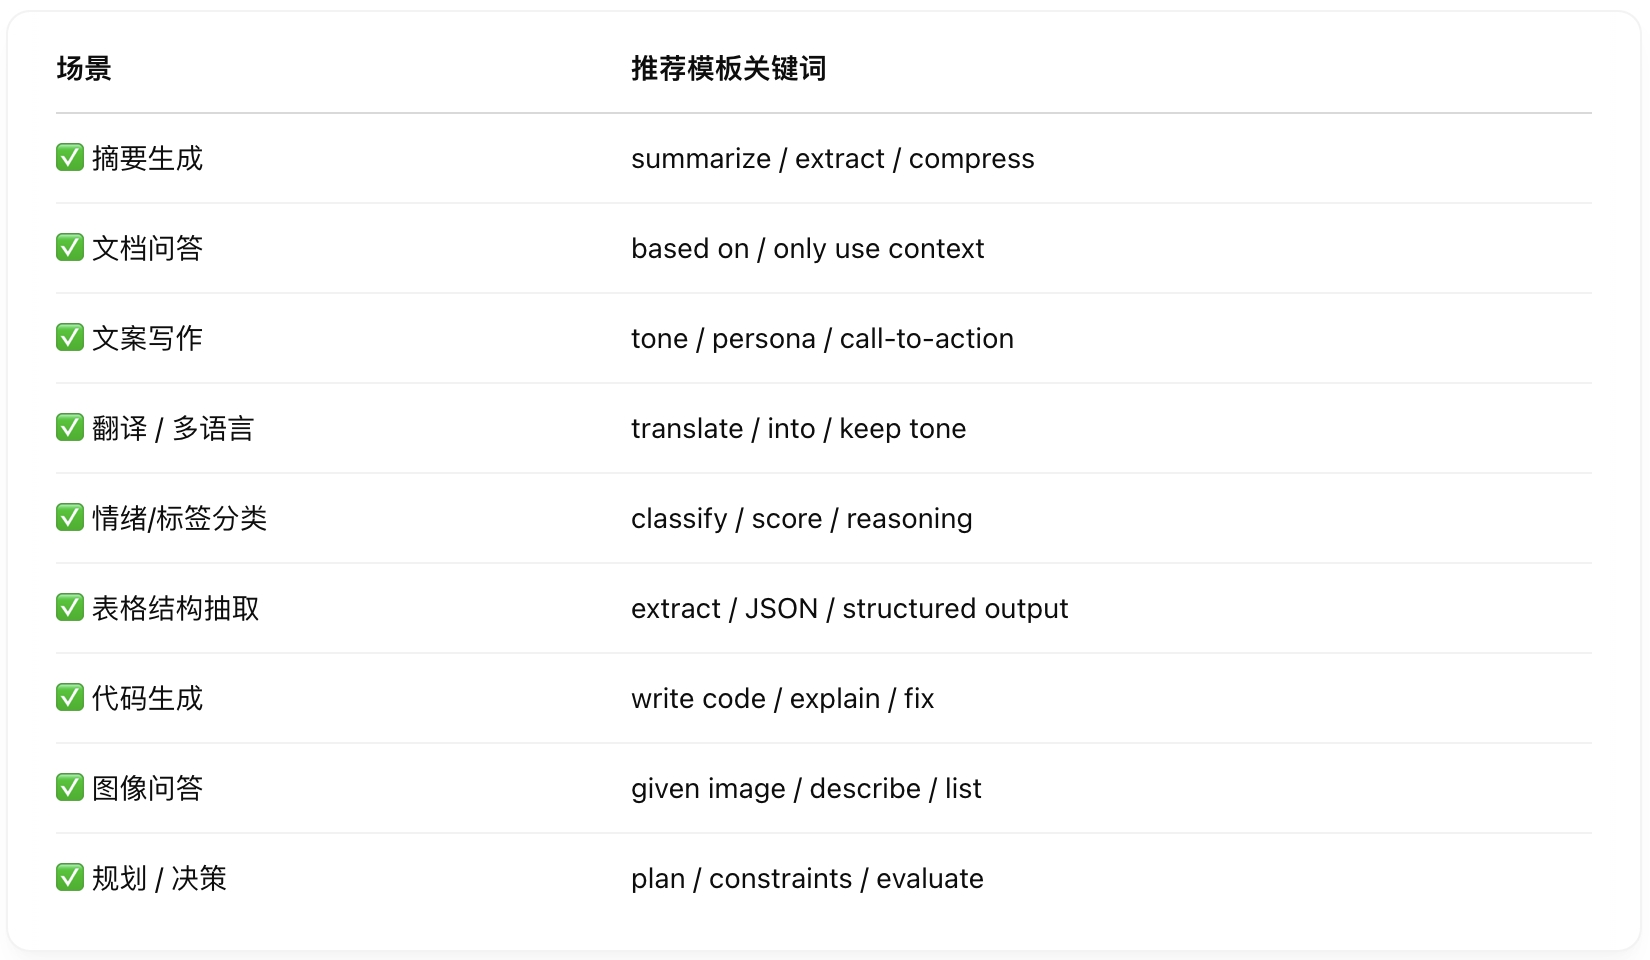 场景 推荐模板关键词
✅ 摘要生成 summarize / extract / compress
✅ 文档问答 based on / only use context
✅ 文案写作 tone / persona / call-to-action
✅ 翻译 / 多语言 translate / into / keep tone
✅ 情绪/标签分类 classify / score / reasoning
✅ 表格结构抽取 extract / JSON / structured output
✅ 代码生成 write code / explain / fix
✅ 图像问答 given image / describe / list
✅ 规划 / 决策 plan / constraints / evaluate